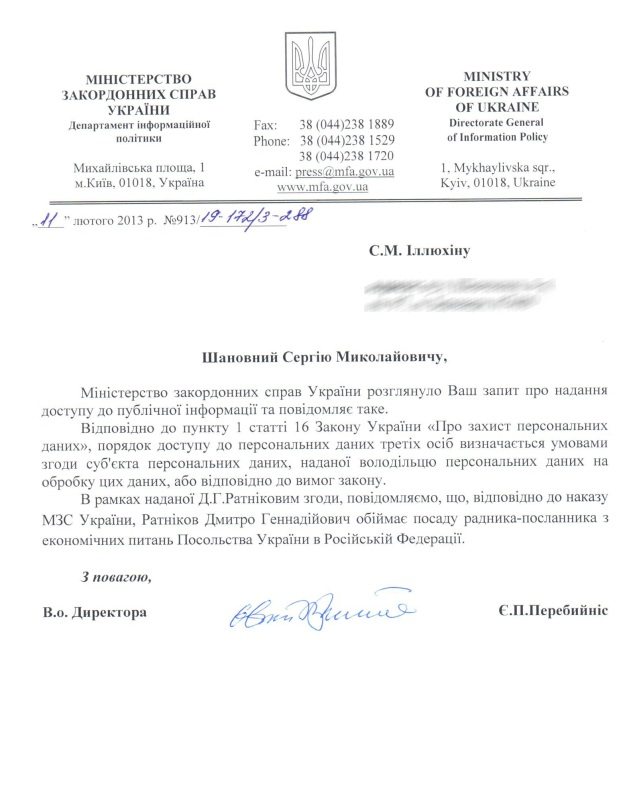 МІНІСТЕРСТВО
ЗАКОРДОННИХ СПРАВ
УКРАЇНИ
Департамент інформаційної
політики
Михайлівська площа, 1
м.Київ, 01018, Україна
Fax: 38 (044)238 1889
Phone: 38 (044)238 1529
38 (044)238 1720
e-mail: press@mfa.gov.ua
www.mfa.gov.ua
MINISTRY
OF FOREIGN AFFAIRS
OF UKRAINE
Directorate General
of Information Policy
1, Mykhaylivska sqr.,
Kyiv, 01018, Ukraine
„11” лютого 2013 р. №913/19-172/3-288
С.М. Іллюхіну
Шановний Сергію Миколайовичу,
Міністерство закордонних справ України розглянуло Ваш запит про надання
доступу до публічної інформації та повідомляє таке.
Відповідно до пункту 1 статті 16 Закону України «Про захист персональних
даних», порядок доступу до персональних даних третіх осіб визначається умовами
згоди суб'єкта персональних даних, наданої володільцю персональних даних на
обробку цих даних, або відповідно до вимог закону.
В рамках наданої Д.Г.Ратніковим згоди, повідомляємо, що, відповідно до наказу
МЗС України, Ратніков Дмитро Геннадійович обіймає посаду радника-посланника з
економічних питань Посольства України в Російській Федерації.
З повагою,
В.о. Директора
Є.П.Перебийніс